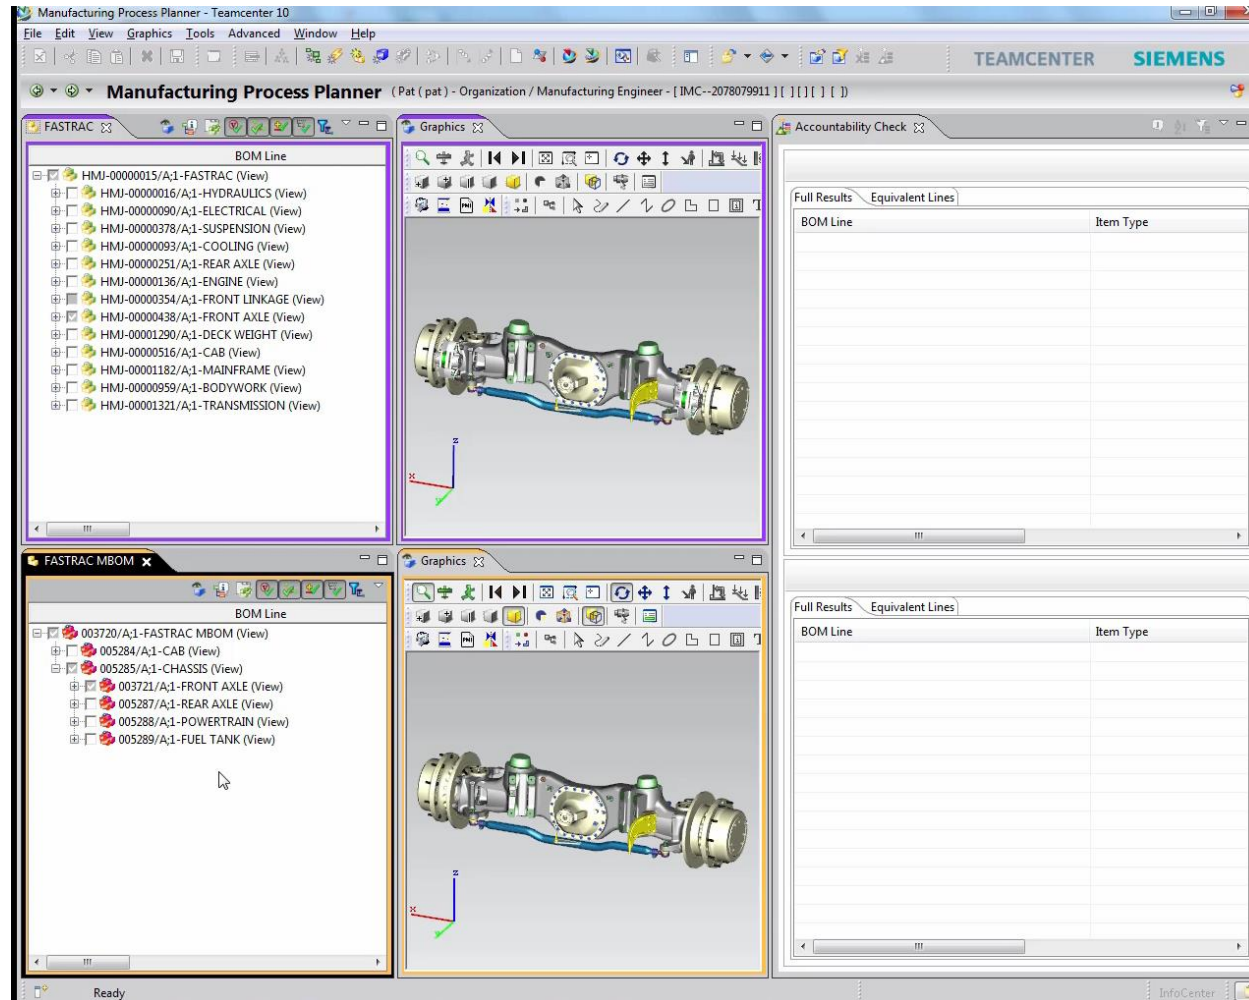 Manufacturing Process Planner - Teamcenter 10
File Edit View Graphics Tools Advanced Window Help
TEAMCENTER SIEMENS
Manufacturing Process Planner (Pat ( pat ) - Organization / Manufacturing Engineer - [ IMC--2078079911 ] [ ] [ ] [ ] [ ])
FASTRAC
BOM Line
HMJ-00000015/A;1-FASTRAC (View)
HMJ-00000016/A;1-HYDRAULICS (View)
HMJ-00000090/A;1-ELECTRICAL (View)
HMJ-00000378/A;1-SUSPENSION (View)
HMJ-00000093/A;1-COOLING (View)
HMJ-00000251/A;1-REAR AXLE (View)
HMJ-00000136/A;1-ENGINE (View)
HMJ-00000354/A;1-FRONT LINKAGE (View)
HMJ-00000438/A;1-FRONT AXLE (View)
HMJ-00001290/A;1-DECK WEIGHT (View)
HMJ-00000516/A;1-CAB (View)
HMJ-00001182/A;1-MAINFRAME (View)
HMJ-00000959/A;1-BODYWORK (View)
HMJ-00001321/A;1-TRANSMISSION (View)
Graphics
z
x
Accountability Check
Full Results Equivalent Lines
BOM Line Item Type
FASTRAC MBOM
BOM Line
003720/A;1-FASTRAC MBOM (View)
005284/A;1-CAB (View)
005285/A;1-CHASSIS (View)
003721/A;1-FRONT AXLE (View)
005287/A;1-REAR AXLE (View)
005288/A;1-POWERTRAIN (View)
005289/A;1-FUEL TANK (View)
Graphics
z
x
Full Results Equivalent Lines
BOM Line Item Type
Ready InfoCenter